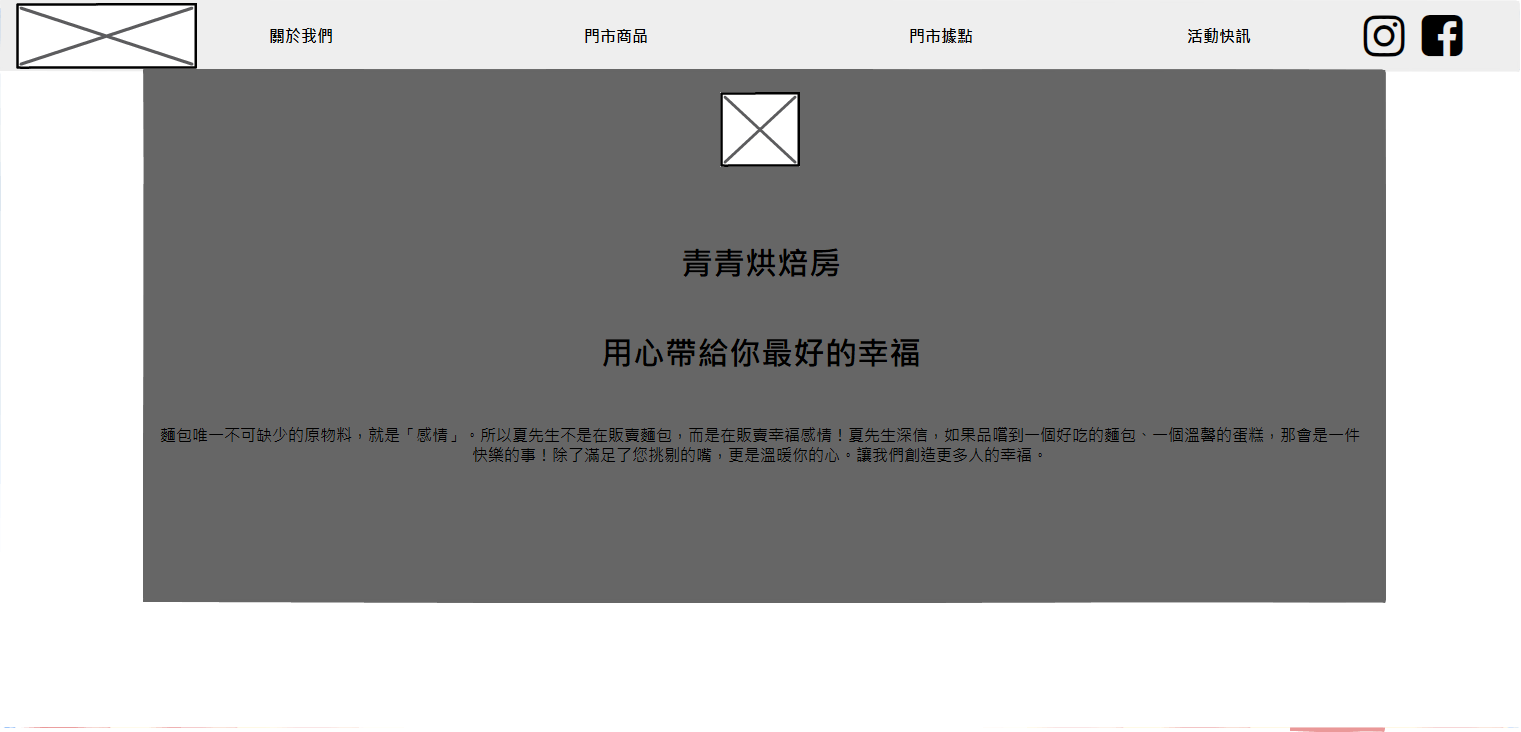 關於我們
門市商品
門市據點
活動快訊
青青烘焙房
用心帶給你最好的幸福
麵包唯一不可缺少的原物料，就是「感情」。所以夏先生不是在販賣麵包，而是在販賣幸福感情！夏先生深信，如果品嚐到一個好吃的麵包、一個溫馨的蛋糕，那會是一件
快樂的事！除了滿足了您挑剔的嘴，更是溫暖你的心。讓我們創造更多人的幸福。